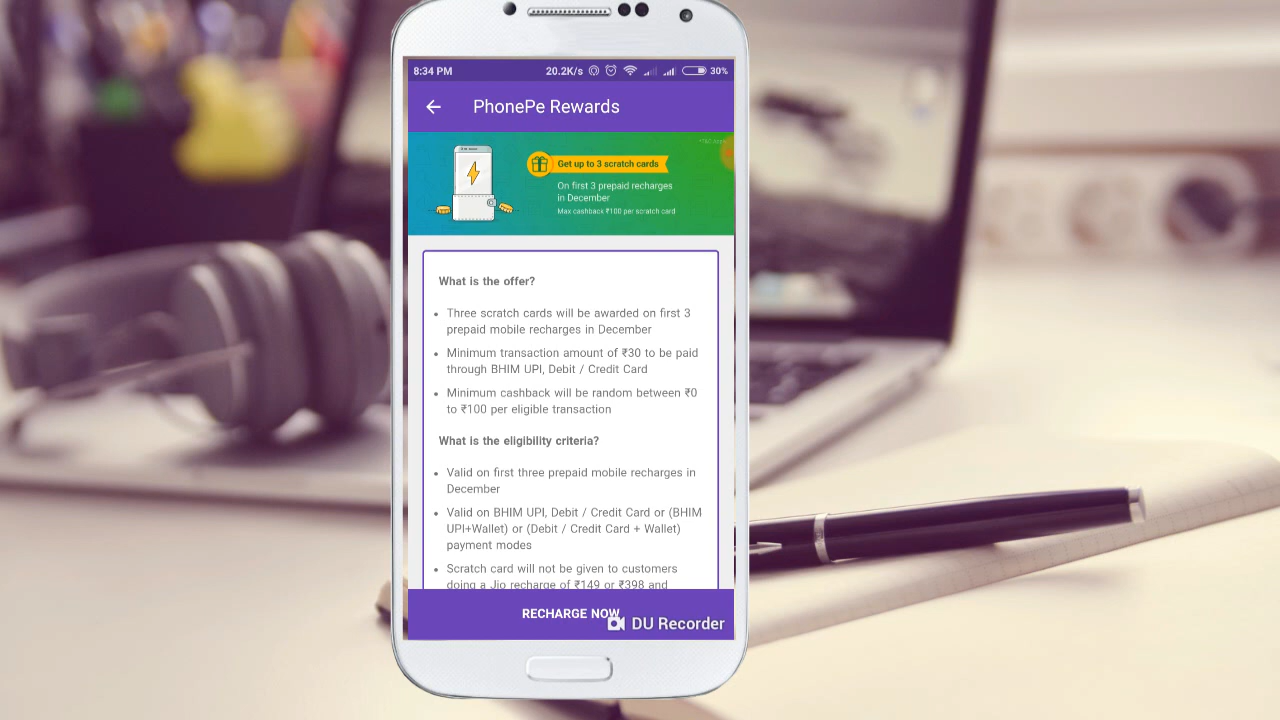 8:34 PM 20.2K/s 30%
PhonePe Rewards
Get up to 3 scratch cards
On first 3 prepaid recharges
in December
Max cashback ₹100 per scratch card
What is the offer?
• Three scratch cards will be awarded on first 3
prepaid mobile recharges in December
• Minimum transaction amount of ₹30 to be paid
through BHIM UPI, Debit / Credit Card
• Minimum cashback will be random between ₹0
to ₹100 per eligible transaction
What is the eligibility criteria?
• Valid on first three prepaid mobile recharges in
December
• Valid on BHIM UPI, Debit / Credit Card or (BHIM
UPI+Wallet) or (Debit / Credit Card + Wallet)
payment modes
• Scratch card will not be given to customers
doing a Jio recharge of ₹149 or ₹398 and
RECHARGE NOW
DU Recorder